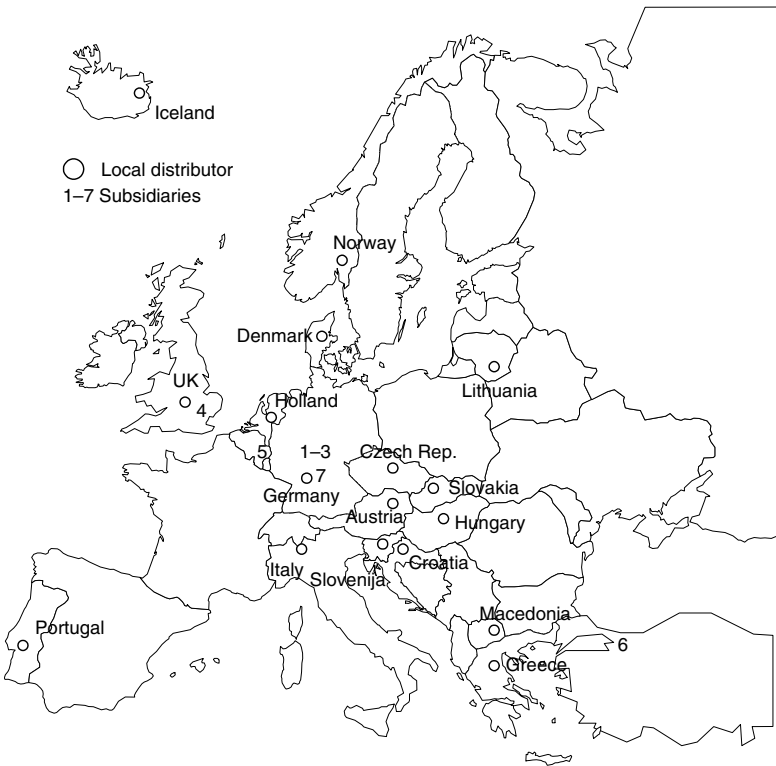 Iceland
Local distributor
1–7 Subsidiaries
Norway
Denmark
UK
4
Holland
Lithuania
5
1–3
7
Germany
Czech Rep.
Slovakia
Austria
Hungary
Italy
Slovenija
Croatia
Macedonia
Portugal
6
Greece